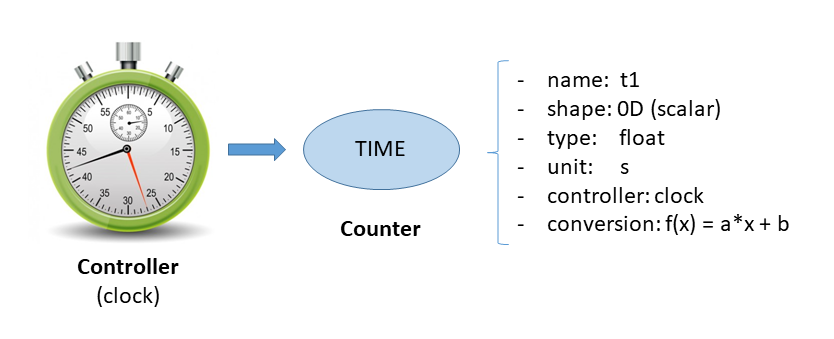 60
55
5
50
10
45
15
40
20
35
25
30
TIME
Counter
Controller
(clock)
- name: t1
- shape: 0D (scalar)
- type: float
- unit: s
- controller: clock
- conversion: f(x) = a*x + b